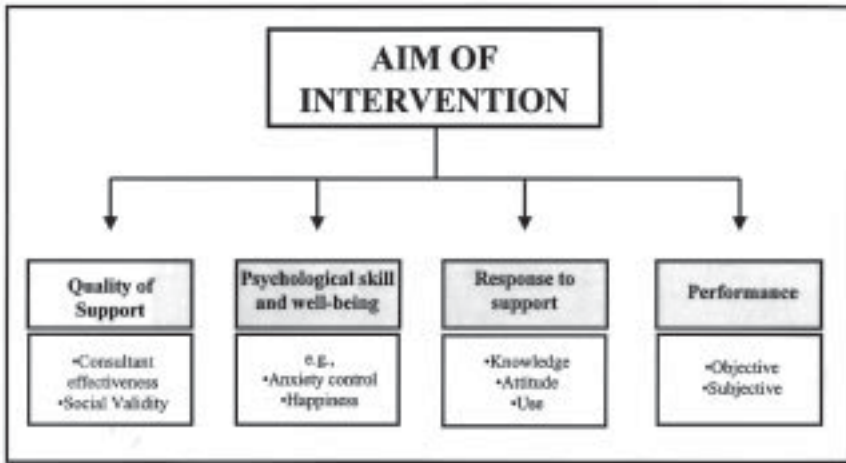 AIM OF
INTERVENTION
Quality of
Support
•Consultant
effectiveness
•Social Validity
Psychological skill
and well-being
e.g.,
•Anxiety control
•Happiness
Response to
support
•Knowledge
•Attitude
•Use
Performance
•Objective
•Subjective